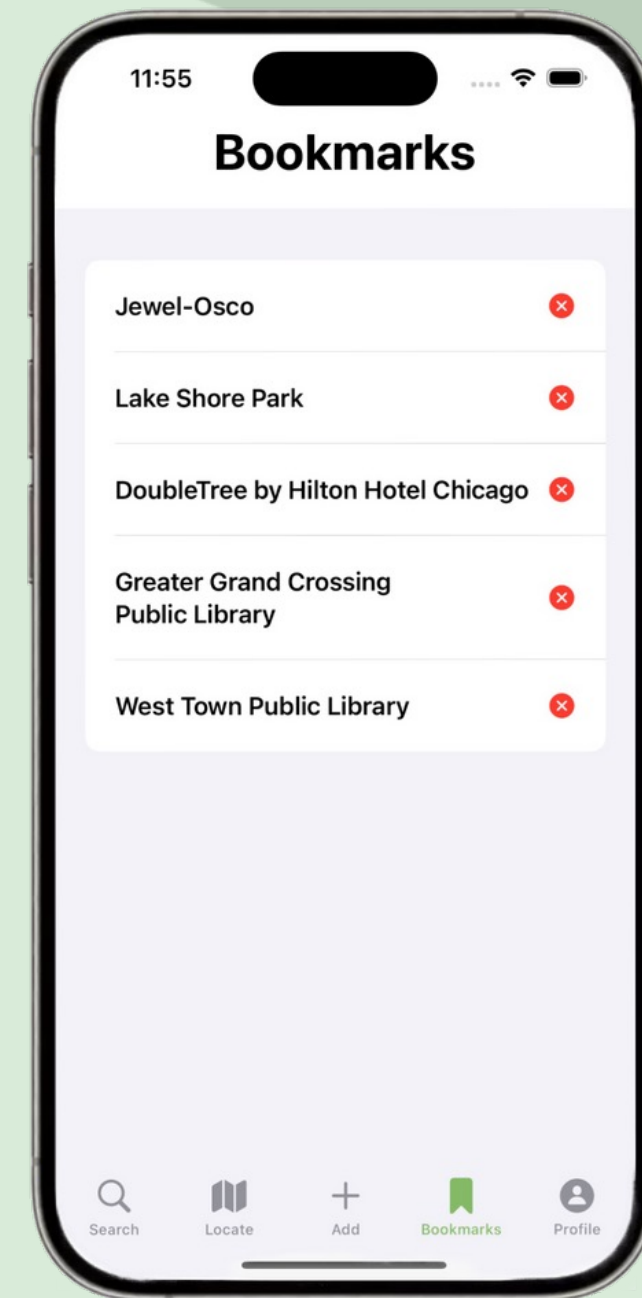 11:55
Bookmarks
Jewel-Osco
Lake Shore Park
DoubleTree by Hilton Hotel Chicago
Greater Grand Crossing
Public Library
West Town Public Library
Search Locate Add Bookmarks Profile